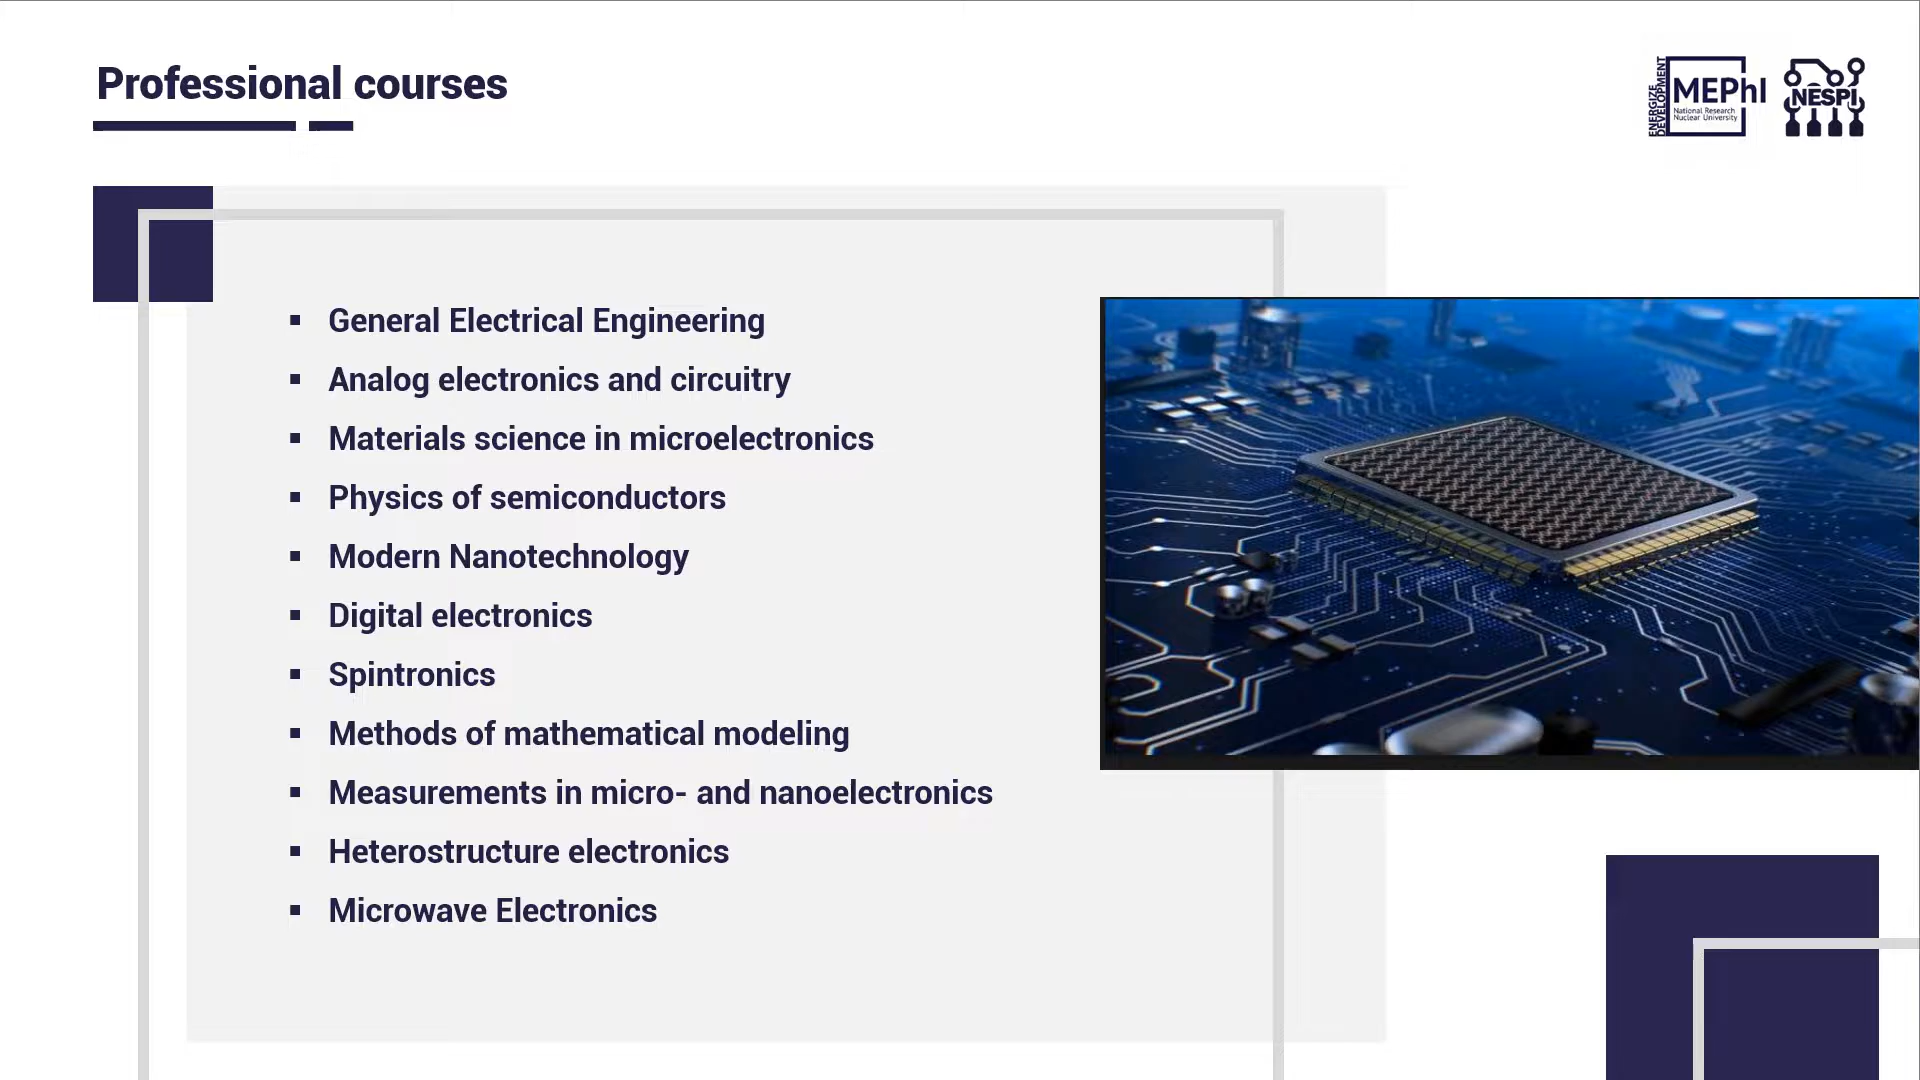 Professional courses
ENERGIZE
DEVELOPMENT
MEPhI
National Research
Nuclear University
NESPI
▪ General Electrical Engineering
▪ Analog electronics and circuitry
▪ Materials science in microelectronics
▪ Physics of semiconductors
▪ Modern Nanotechnology
▪ Digital electronics
▪ Spintronics
▪ Methods of mathematical modeling
▪ Measurements in micro- and nanoelectronics
▪ Heterostructure electronics
▪ Microwave Electronics